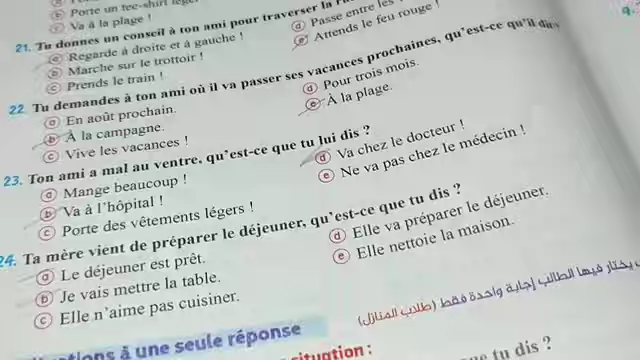 ⓑ Porte un tee-shirt
ⓒ Va à la plage !
21. Tu donnes un conseil à ton ami pour traverser la
ⓐ Regarde à droite et à gauche !
ⓓ Passe entre les
ⓑ Marche sur le trottoir !
ⓔ Attends le feu rouge !
ⓒ Prends le train !
22. Tu demandes à ton ami où il va passer ses vacances prochaines, qu'est-ce qu'il
ⓐ En août prochain.
ⓓ Pour trois mois.
ⓑ À la campagne.
ⓔ À la plage.
ⓒ Vive les vacances !
23. Ton ami a mal au ventre, qu'est-ce que tu lui dis ?
ⓐ Mange beaucoup !
ⓓ Va chez le docteur !
ⓑ Va à l'hôpital !
ⓔ Ne va pas chez le médecin !
ⓒ Porte des vêtements légers !
24. Ta mère vient de préparer le déjeuner, qu'est-ce que tu dis ?
ⓐ Le déjeuner est prêt.
ⓓ Elle va préparer le déjeuner.
ⓑ Je vais mettre la table.
ⓔ Elle nettoie la maison.
ⓒ Elle n'aime pas cuisiner.
à une seule réponse
يختار فيها الطالب إجابة واحدة فقط (طلاب المنازل)
situation :
tu dis ?
9.